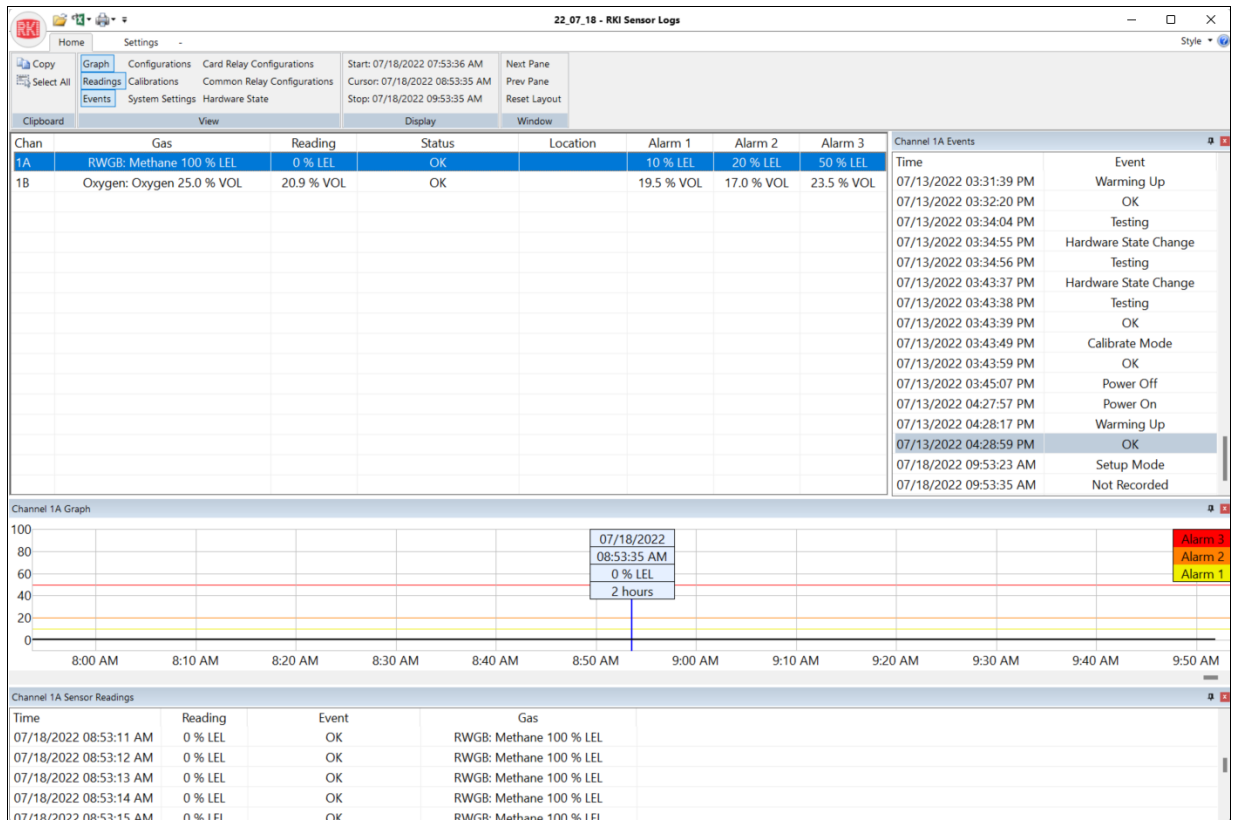 22_07_18 - RKI Sensor Logs
RKI
Home Settings -
Style
Copy
Select All
Clipboard
Graph Configurations Card Relay Configurations
Readings Calibrations Common Relay Configurations
Events System Settings Hardware State
View
Start: 07/18/2022 07:53:36 AM
Cursor: 07/18/2022 08:53:35 AM
Stop: 07/18/2022 09:53:35 AM
Display
Next Pane
Prev Pane
Reset Layout
Window
Chan Gas Reading Status Location Alarm 1 Alarm 2 Alarm 3
1A RWGB: Methane 100 % LEL 0 % LEL OK 10 % LEL 20 % LEL 50 % LEL
1B Oxygen: Oxygen 25.0 % VOL 20.9 % VOL OK 19.5 % VOL 17.0 % VOL 23.5 % VOL
Channel 1A Events
Time Event
07/13/2022 03:31:39 PM Warming Up
07/13/2022 03:32:20 PM OK
07/13/2022 03:34:04 PM Testing
07/13/2022 03:34:55 PM Hardware State Change
07/13/2022 03:34:56 PM Testing
07/13/2022 03:43:37 PM Hardware State Change
07/13/2022 03:43:38 PM Testing
07/13/2022 03:43:39 PM OK
07/13/2022 03:43:49 PM Calibrate Mode
07/13/2022 03:43:59 PM OK
07/13/2022 03:45:07 PM Power Off
07/13/2022 04:27:57 PM Power On
07/13/2022 04:28:17 PM Warming Up
07/13/2022 04:28:59 PM OK
07/18/2022 09:53:23 AM Setup Mode
07/18/2022 09:53:35 AM Not Recorded
Channel 1A Graph
100
80
60
40
20
0
07/18/2022
08:53:35 AM
0 % LEL
2 hours
Alarm 3
Alarm 2
Alarm 1
8:00 AM 8:10 AM 8:20 AM 8:30 AM 8:40 AM 8:50 AM 9:00 AM 9:10 AM 9:20 AM 9:30 AM 9:40 AM 9:50 AM
Channel 1A Sensor Readings
Time Reading Event Gas
07/18/2022 08:53:11 AM 0 % LEL OK RWGB: Methane 100 % LEL
07/18/2022 08:53:12 AM 0 % LEL OK RWGB: Methane 100 % LEL
07/18/2022 08:53:13 AM 0 % LEL OK RWGB: Methane 100 % LEL
07/18/2022 08:53:14 AM 0 % LEL OK RWGB: Methane 100 % LEL
07/18/2022 08:53:15 AM 0 % LEL OK RWGB: Methane 100 % LEL